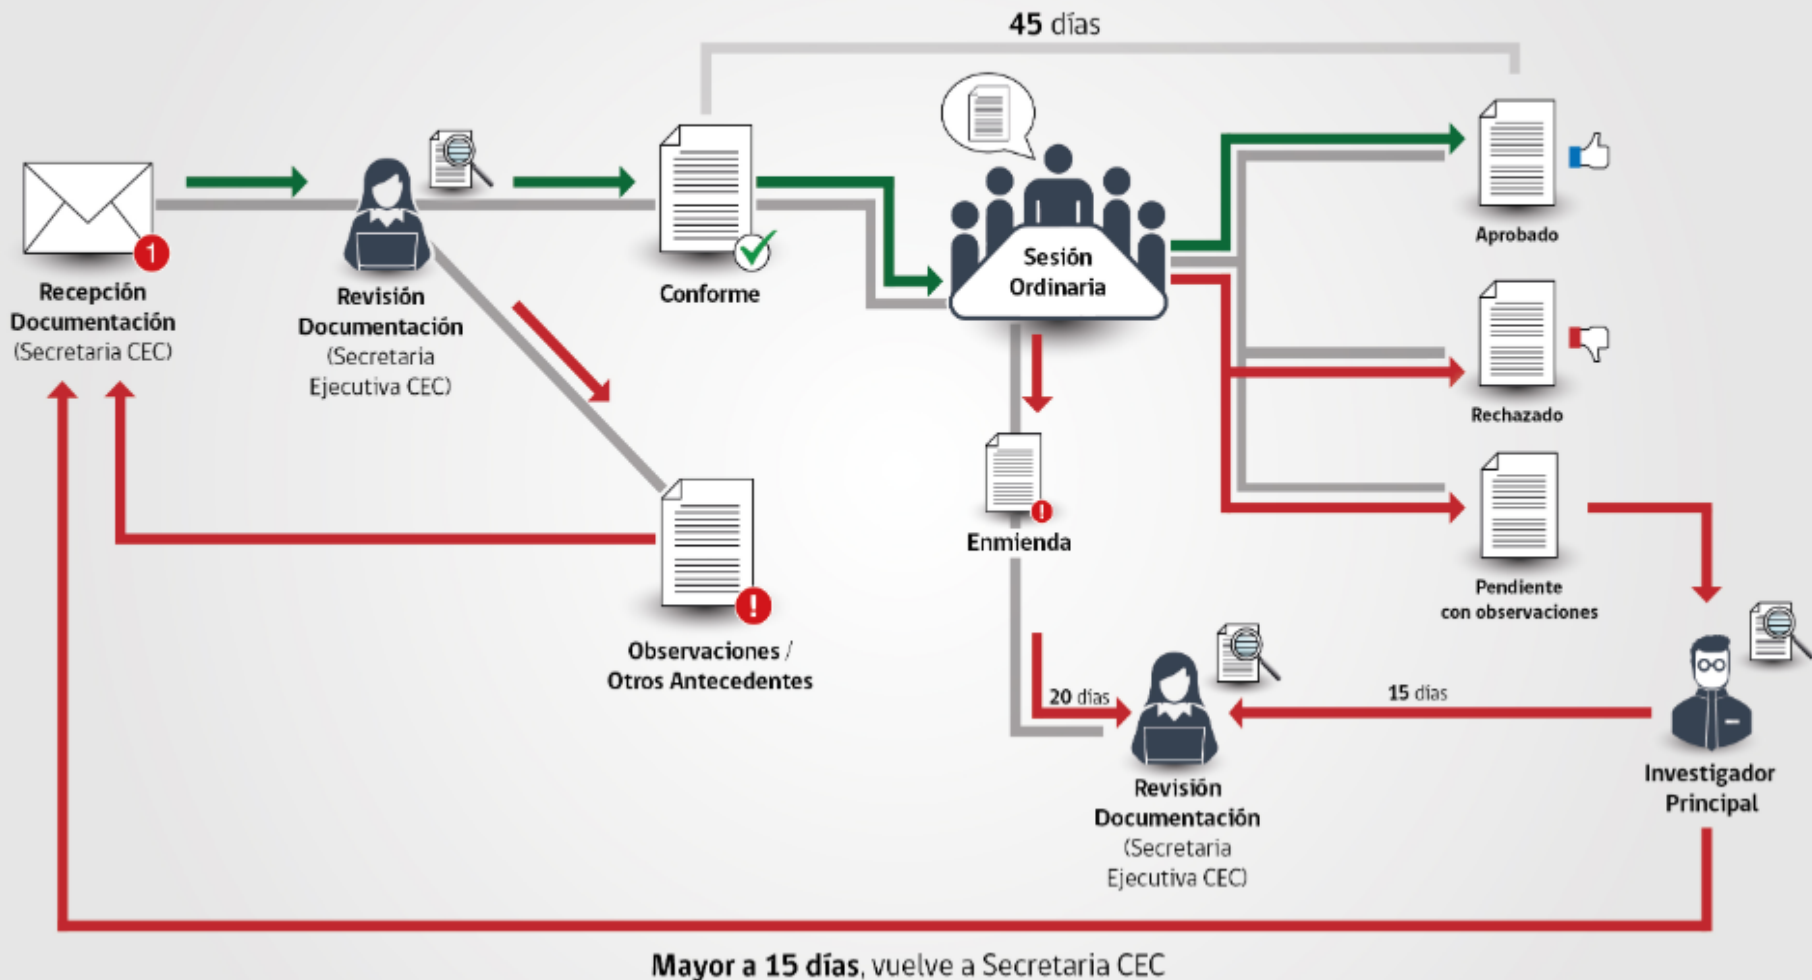 45 días
1
Recepción
Documentación
(Secretaria CEC)
Revisión
Documentación
(Secretaria
Ejecutiva CEC)
Conforme
Sesión
Ordinaria
Aprobado
Rechazado
Pendiente
con observaciones
!
Enmienda
!
Observaciones /
Otros Antecedentes
20 días
15 días
Revisión
Documentación
(Secretaria
Ejecutiva CEC)
Investigador
Principal
Mayor a 15 días, vuelve a Secretaria CEC